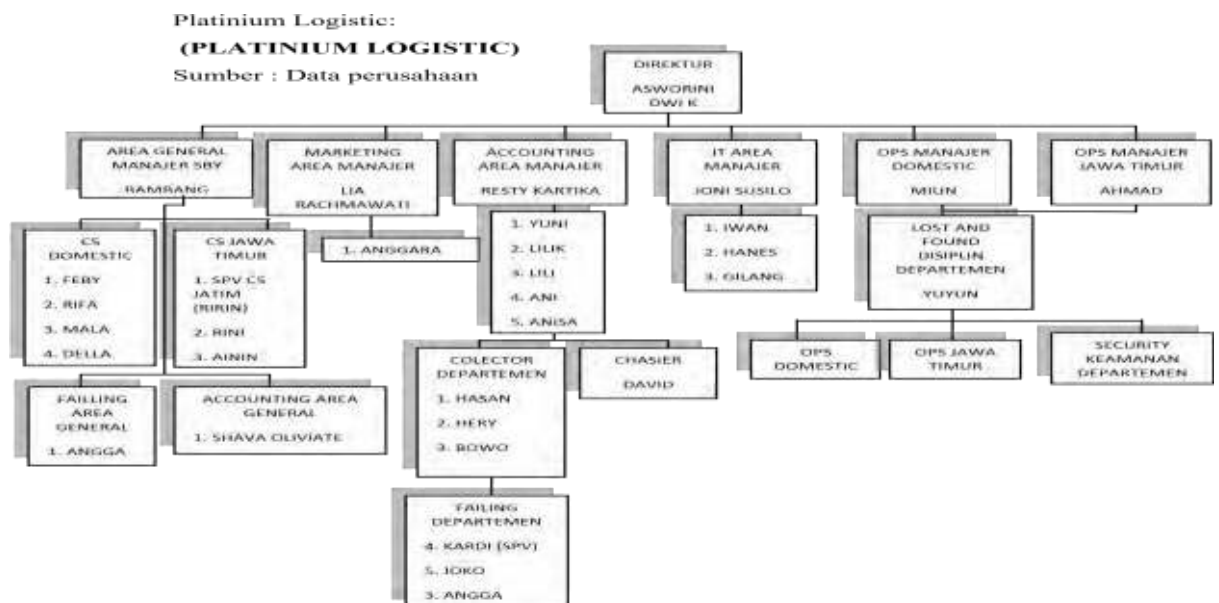 Platinium Logistic:
(PLATINIUM LOGISTIC)
Sumber : Data perusahaan
DIREKTUR
ASWORINI
DWI K
AREA GENERAL
MANAJER SBY
BAMBANG
MARKETING
AREA MANAJER
LIA
RACHMAWATI
ACCOUNTING
AREA MANAJER
RESTY KARTIKA
IT AREA
MANAJER
JONI SUSILO
OPS MANAJER
DOMESTIC
MIUN
OPS MANAJER
JAWA TIMUR
AHMAD
CS
DOMESTIC
1. FEBY
2. RIFA
3. MALA
4. DELLA
CS JAWA
TIMUR
1. SPV CS
JATIM
(RIRIN)
2. RINI
3. AININ
1. ANGGARA
1. YUNI
2. LILIK
3. LILI
4. ANI
5. ANISA
1. IWAN
2. HANES
3. GILANG
LOST AND
FOUND
DISIPLIN
DEPARTEMEN
YUYUN
FAILLING
AREA
GENERAL
1. ANGGA
ACCOUNTING AREA
GENERAL
1. SHAVA OLIVIATE
COLECTOR
DEPARTEMEN
1. HASAN
2. HERY
3. BOWO
CHASIER
DAVID
OPS
DOMESTIC
OPS JAWA
TIMUR
SECURITY
KEAMANAN
DEPARTEMEN
FAILING
DEPARTEMEN
4. KARDI (SPV)
5. JOKO
3. ANGGA